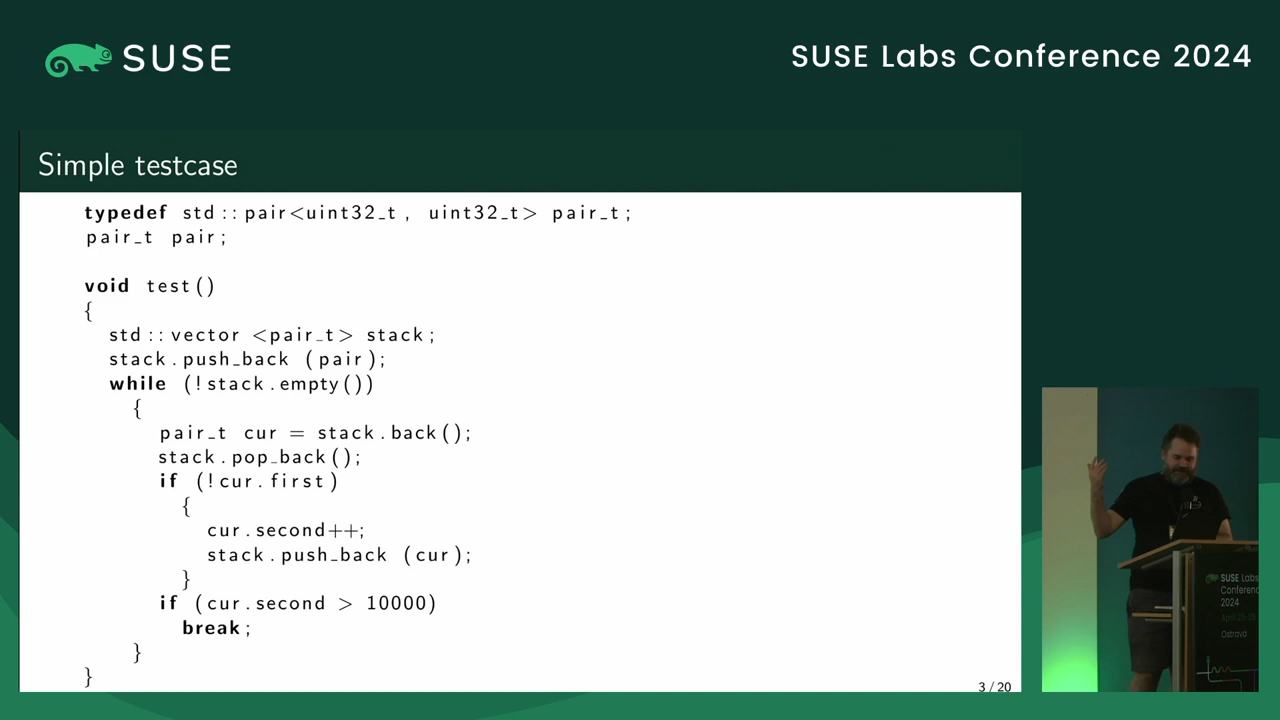 SUSE
SUSE Labs Conference 2024
Simple testcase
typedef std::pair<uint32_t, uint32_t> pair_t;
pair_t pair;
void test()
{
std::vector <pair_t> stack;
stack.push_back (pair);
while (!stack.empty())
{
pair_t cur = stack.back();
stack.pop_back();
if (!cur.first)
{
cur.second++;
stack.push_back (cur);
}
if (cur.second > 10000)
break;
}
}
3 / 20
SUSE Labs
Conference
2024
Ostrava